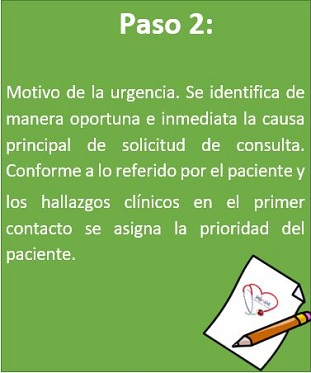 Paso 2:
Motivo de la urgencia. Se identifica de
manera oportuna e inmediata la causa
principal de solicitud de consulta.
Conforme a lo referido por el paciente y
los hallazgos clínicos en el primer
contacto se asigna la prioridad del
paciente.